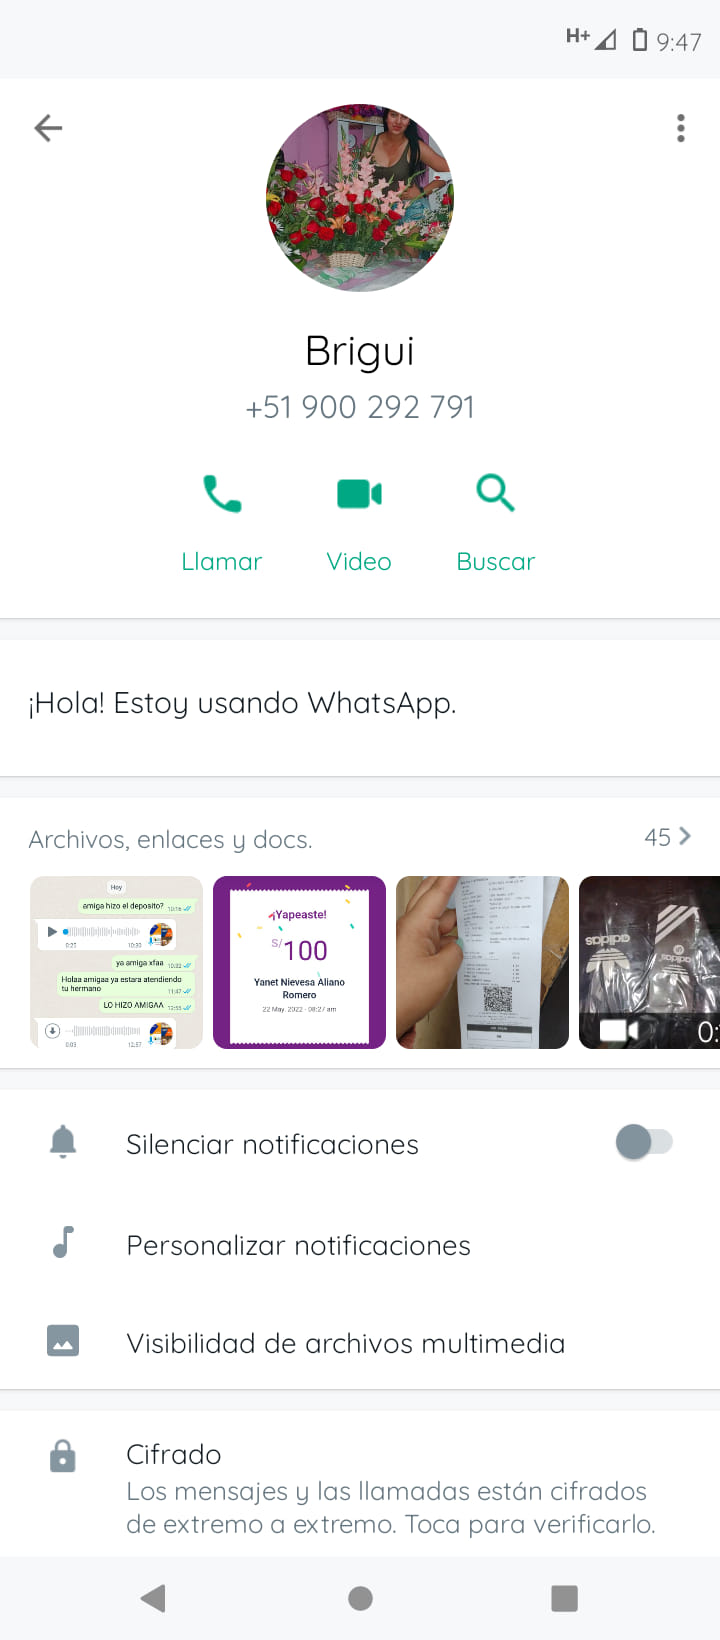 H+ 9:47
Brigui
+51 900 292 791
Llamar Video Buscar
¡Hola! Estoy usando WhatsApp.
Archivos, enlaces y docs. 45
Hoy
amiga hizo el deposito? 10:16
0:25 10:30
ya amiga xfaa 10:32
Holaa amigaa ya estara atendiendo
tu hermano 11:47
LO HIZO AMIGAA 12:55
0:03 12:57
¡Yapeaste!
S/100
Yanet Nievesa Aliano
Romero
22 May. 2022 - 08:27 am
adidas
adidas
0:
Silenciar notificaciones
Personalizar notificaciones
Visibilidad de archivos multimedia
Cifrado
Los mensajes y las llamadas están cifrados
de extremo a extremo. Toca para verificarlo.